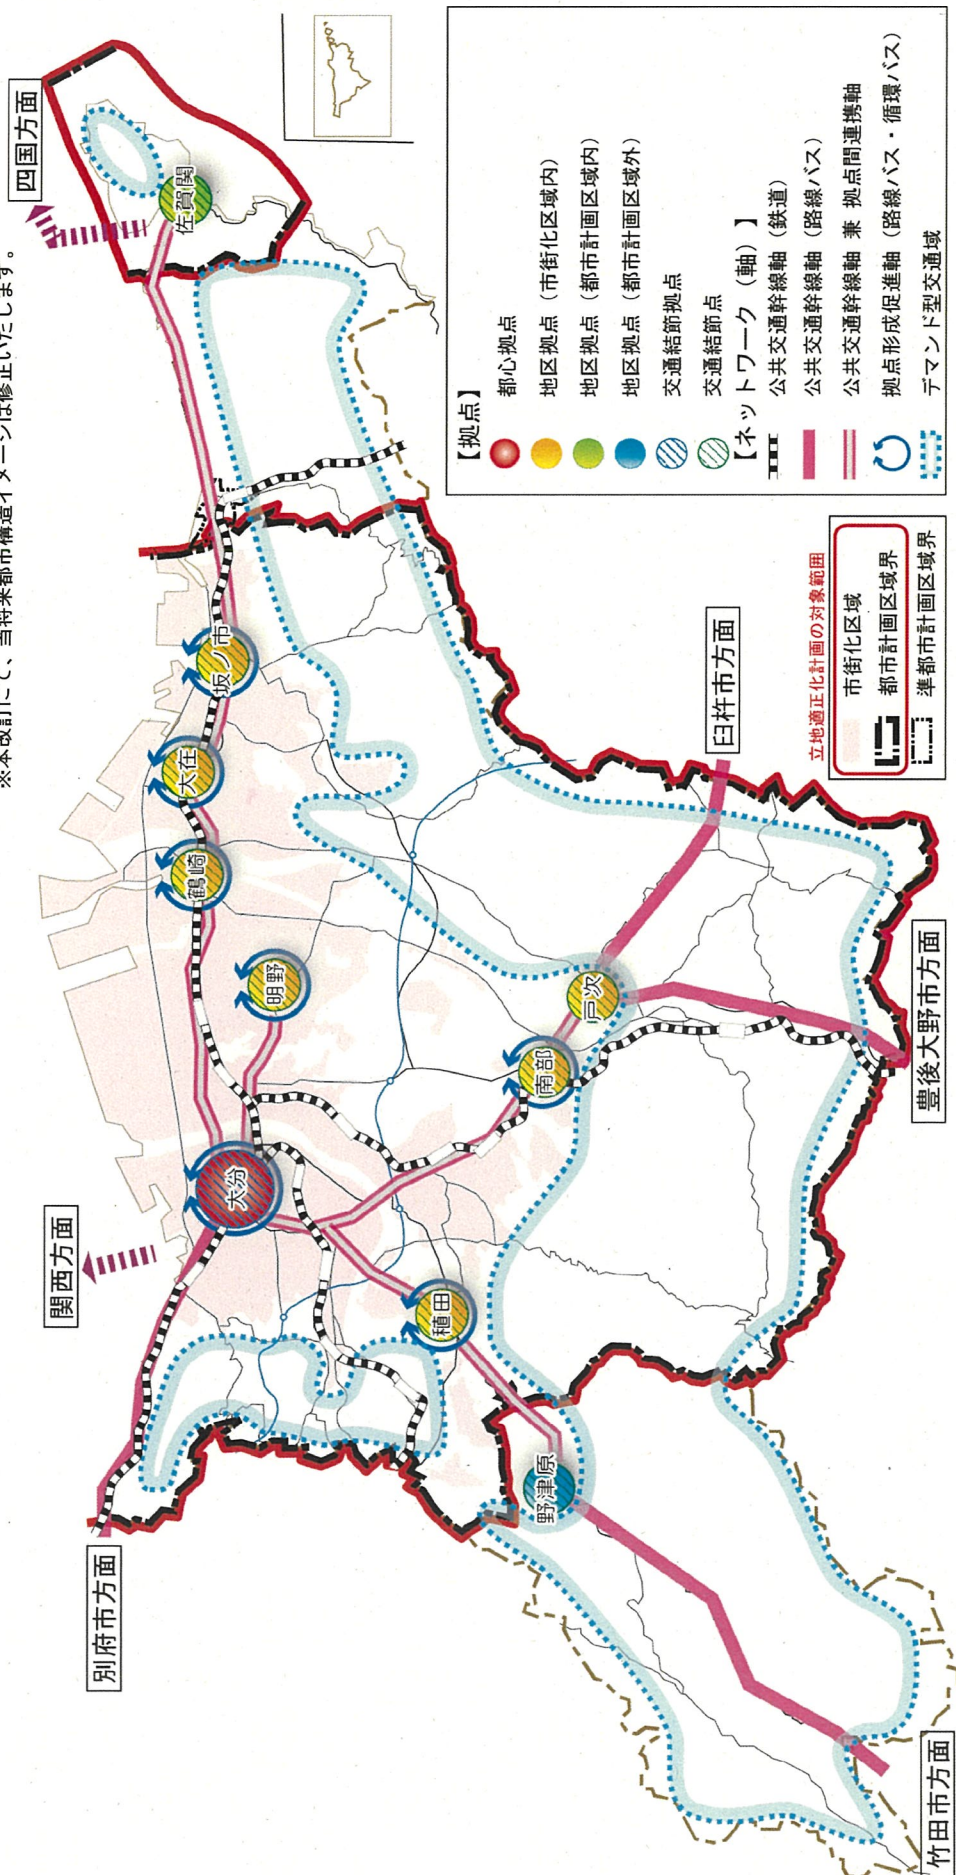 ※本改訂にて、当将来都市構造イメージは修正いたします。
四国方面
関西方面
別府市方面
佐賀関
坂ノ市
大在
鶴崎
明野
大分
南部
戸次
稙田
野津原
臼杵市方面
豊後大野市方面
竹田市方面
【拠点】
都心拠点
地区拠点（市街化区域内）
地区拠点（都市計画区域内）
地区拠点（都市計画区域外）
交通結節拠点
交通結節点
【ネットワーク（軸）】
公共交通幹線軸（鉄道）
公共交通幹線軸（路線バス）
公共交通幹線軸 兼 拠点間連携軸
拠点形成促進軸（路線バス・循環バス）
デマンド型交通域
立地適正化計画の対象範囲
市街化区域
都市計画区域界
準都市計画区域界